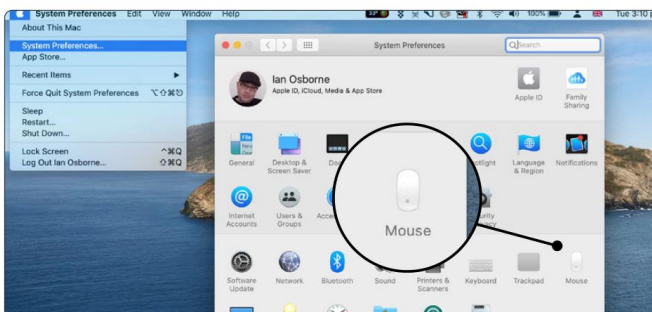 System Preferences Edit View Window Help 100% Tue 3:10
About This Mac
System Preferences...
App Store...
Recent Items
Force Quit System Preferences ⌥⇧⌘⎋
Sleep
Restart...
Shut Down...
Lock Screen ^⌘Q
Log Out Ian Osborne... ⇧⌘Q
System Preferences
Search
Ian Osborne
Apple ID, iCloud, Media & App Store
Apple ID
Family
Sharing
File
New
General
Desktop &
Screen Saver
Language
& Region
Notifications
Internet
Accounts
Users &
Groups
Mouse
Software
Update
Network
Bluetooth
Sound
Printers &
Scanners
Keyboard
Trackpad
Mouse